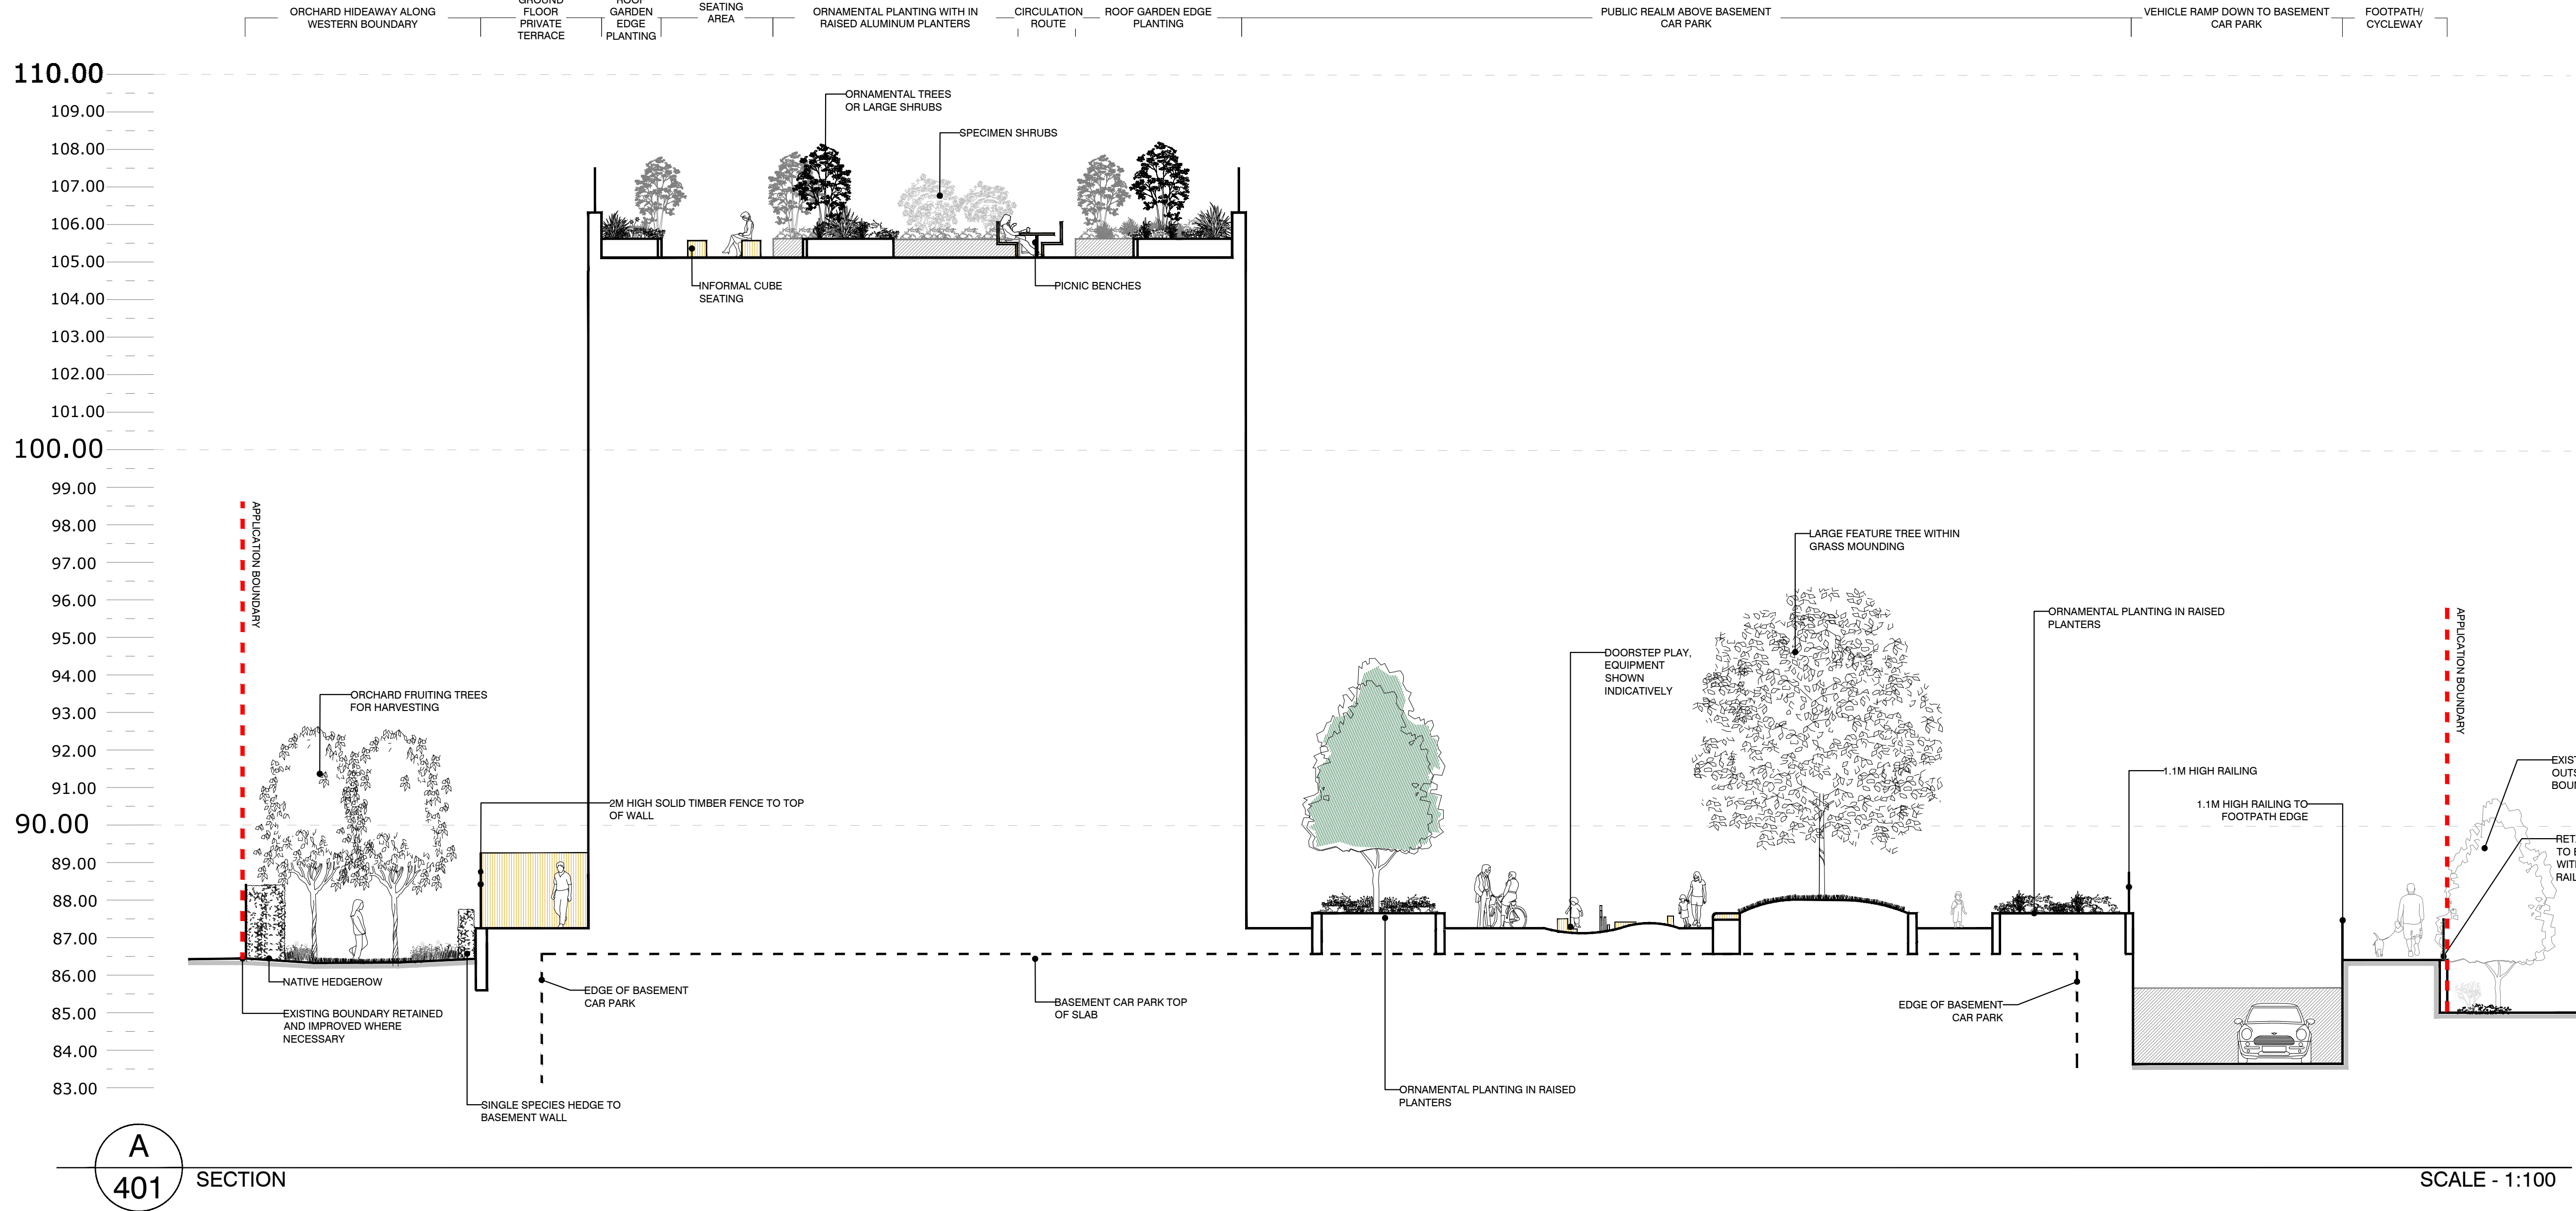 ORCHARD HIDEAWAY ALONG
WESTERN BOUNDARY
GROUND
FLOOR
PRIVATE
TERRACE
ROOF
GARDEN
EDGE
PLANTING
SEATING
AREA
ORNAMENTAL PLANTING WITH IN
RAISED ALUMINUM PLANTERS
CIRCULATION
ROUTE
ROOF GARDEN EDGE
PLANTING
PUBLIC REALM ABOVE BASEMENT
CAR PARK
VEHICLE RAMP DOWN TO BASEMENT
CAR PARK
FOOTPATH/
CYCLEWAY
110.00
109.00
108.00
107.00
106.00
105.00
104.00
103.00
102.00
101.00
100.00
99.00
98.00
97.00
96.00
95.00
94.00
93.00
92.00
91.00
90.00
89.00
88.00
87.00
86.00
85.00
84.00
83.00
ORNAMENTAL TREES
OR LARGE SHRUBS
SPECIMEN SHRUBS
INFORMAL CUBE
SEATING
PICNIC BENCHES
APPLICATION BOUNDARY
ORCHARD FRUITING TREES
FOR HARVESTING
2M HIGH SOLID TIMBER FENCE TO TOP
OF WALL
NATIVE HEDGEROW
EXISTING BOUNDARY RETAINED
AND IMPROVED WHERE
NECESSARY
SINGLE SPECIES HEDGE TO
BASEMENT WALL
EDGE OF BASEMENT
CAR PARK
BASEMENT CAR PARK TOP
OF SLAB
ORNAMENTAL PLANTING IN RAISED
PLANTERS
DOORSTEP PLAY,
EQUIPMENT
SHOWN
INDICATIVELY
LARGE FEATURE TREE WITHIN
GRASS MOUNDING
ORNAMENTAL PLANTING IN RAISED
PLANTERS
EDGE OF BASEMENT
CAR PARK
1.1M HIGH RAILING
1.1M HIGH RAILING TO
FOOTPATH EDGE
APPLICATION BOUNDARY
A
401
SECTION
SCALE - 1:100